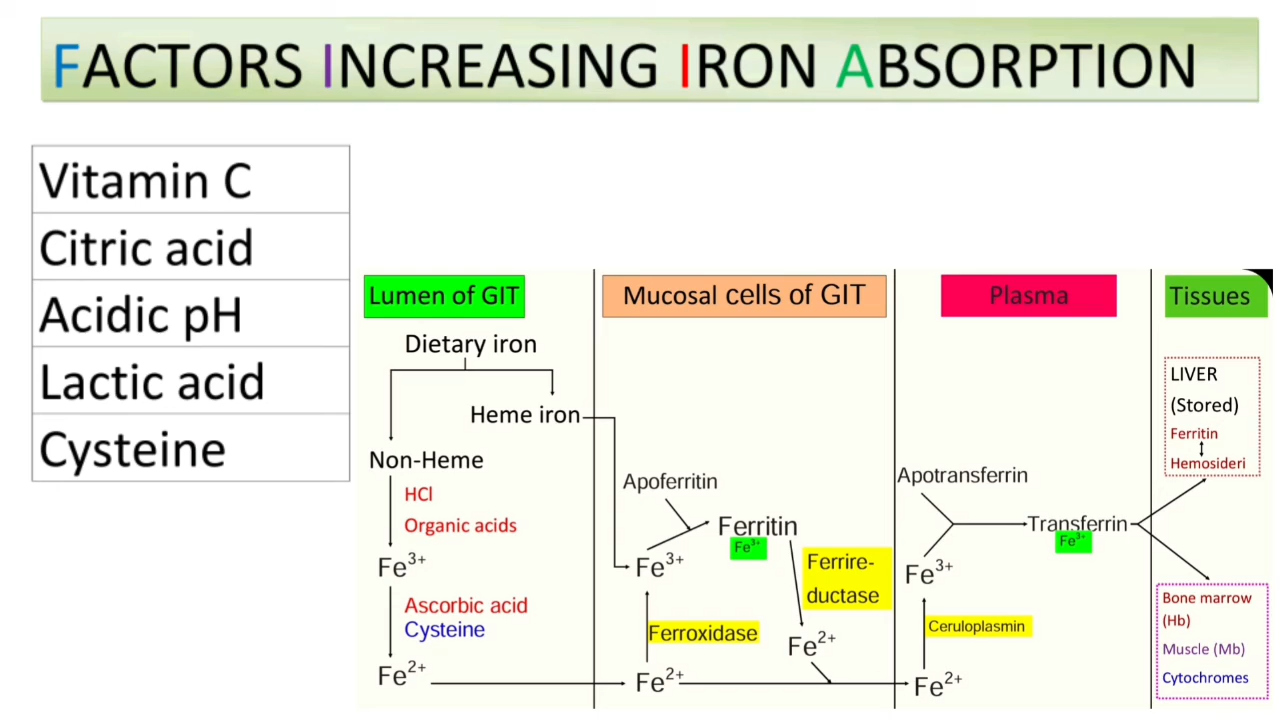 FACTORS INCREASING IRON ABSORPTION
Vitamin C
Citric acid
Acidic pH
Lactic acid
Cysteine
Lumen of GIT
Dietary iron
Heme iron
Non-Heme
HCl
Organic acids
Fe³⁺
Ascorbic acid
Cysteine
Fe²⁺
Mucosal cells of GIT
Apoferritin
Ferritin
Fe³⁺
Fe³⁺
Ferrire-
ductase
Ferroxidase
Fe²⁺
Fe²⁺
Plasma
Apotransferrin
Transferrin
Fe³⁺
Fe³⁺
Ceruloplasmin
Fe²⁺
Tissues
LIVER
(Stored)
Ferritin
Hemosideri
Bone marrow
(Hb)
Muscle (Mb)
Cytochromes